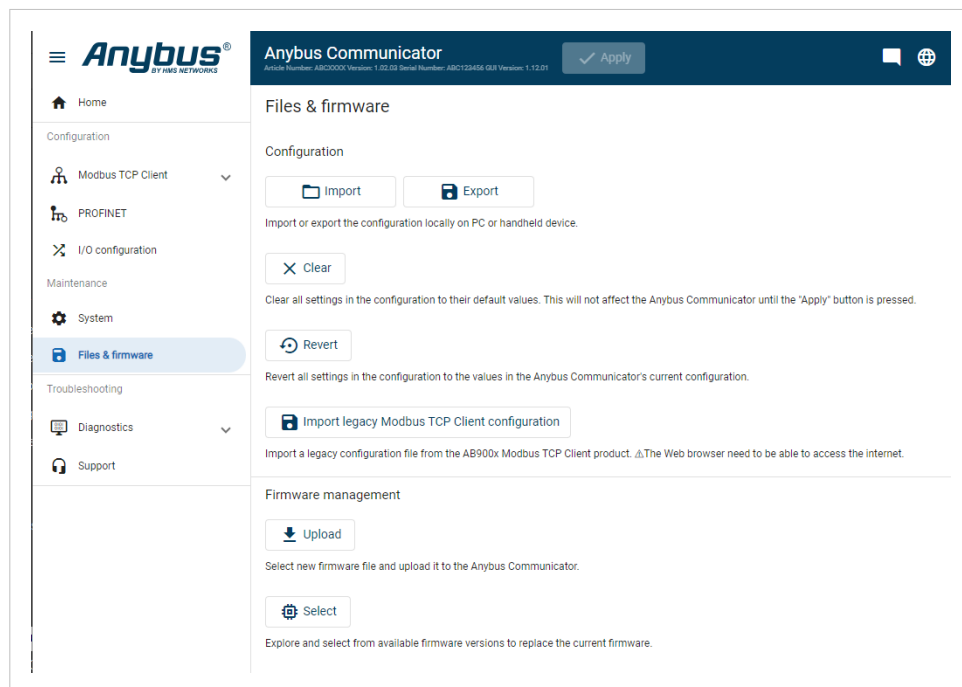 Anybus®
BY HMS NETWORKS
Anybus Communicator
Article Number: ABCXXXX Version: 1.02.03 Serial Number: ABC123456 GUI Version: 1.12.01
Apply
Home
Configuration
Modbus TCP Client
PROFINET
I/O configuration
Maintenance
System
Files & firmware
Troubleshooting
Diagnostics
Support
Files & firmware
Configuration
Import
Export
Import or export the configuration locally on PC or handheld device.
Clear
Clear all settings in the configuration to their default values. This will not affect the Anybus Communicator until the "Apply" button is pressed.
Revert
Revert all settings in the configuration to the values in the Anybus Communicator's current configuration.
Import legacy Modbus TCP Client configuration
Import a legacy configuration file from the AB900x Modbus TCP Client product. ⚠The Web browser need to be able to access the internet.
Firmware management
Upload
Select new firmware file and upload it to the Anybus Communicator.
Select
Explore and select from available firmware versions to replace the current firmware.